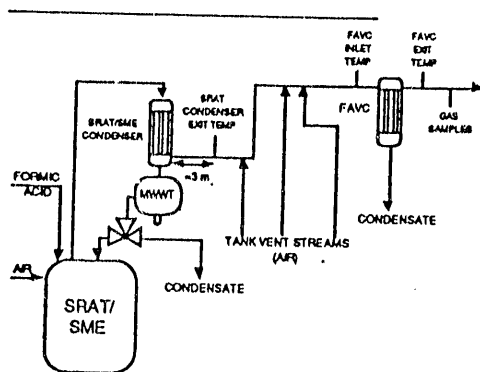 FAVC
INLET
TEMP
FAVC
EXIT
TEMP
SRAT
CONDENSER
EXIT TEMP
SRAT/SME
CONDENSER
FAVC
GAS
SAMPLES
≈3 m
FORMIC
ACID
MWWT
CONDENSATE
TANK VENT STREAMS
(AIR)
AIR
CONDENSATE
SRAT/
SME